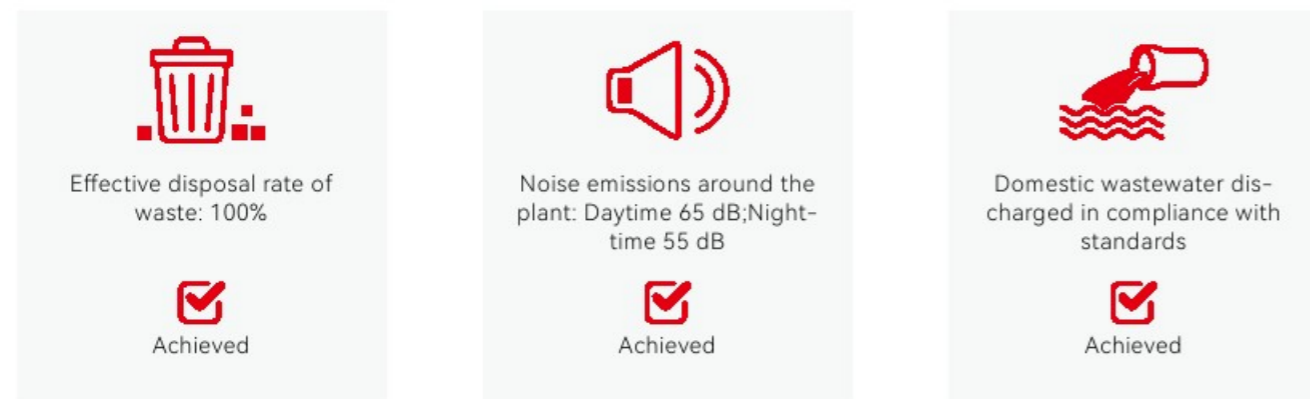 Effective disposal rate of
waste: 100%
Achieved
Noise emissions around the
plant: Daytime 65 dB;Night-
time 55 dB
Achieved
Domestic wastewater dis-
charged in compliance with
standards
Achieved